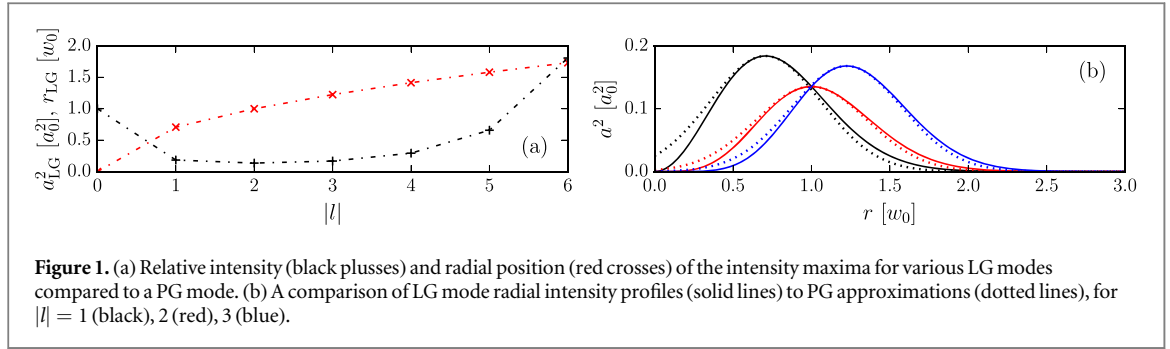 a²_LG [a₀²], r_LG [w₀]
2.0
1.5
1.0
0.5
0.0
0 1 2 3 4 5 6
|l|
(a)
a² [a₀²]
0.2
0.1
0.0
0.0 0.5 1.0 1.5 2.0 2.5 3.0
r [w₀]
(b)
Figure 1. (a) Relative intensity (black plusses) and radial position (red crosses) of the intensity maxima for various LG modes
compared to a PG mode. (b) A comparison of LG mode radial intensity profiles (solid lines) to PG approximations (dotted lines), for
|l| = 1 (black), 2 (red), 3 (blue).